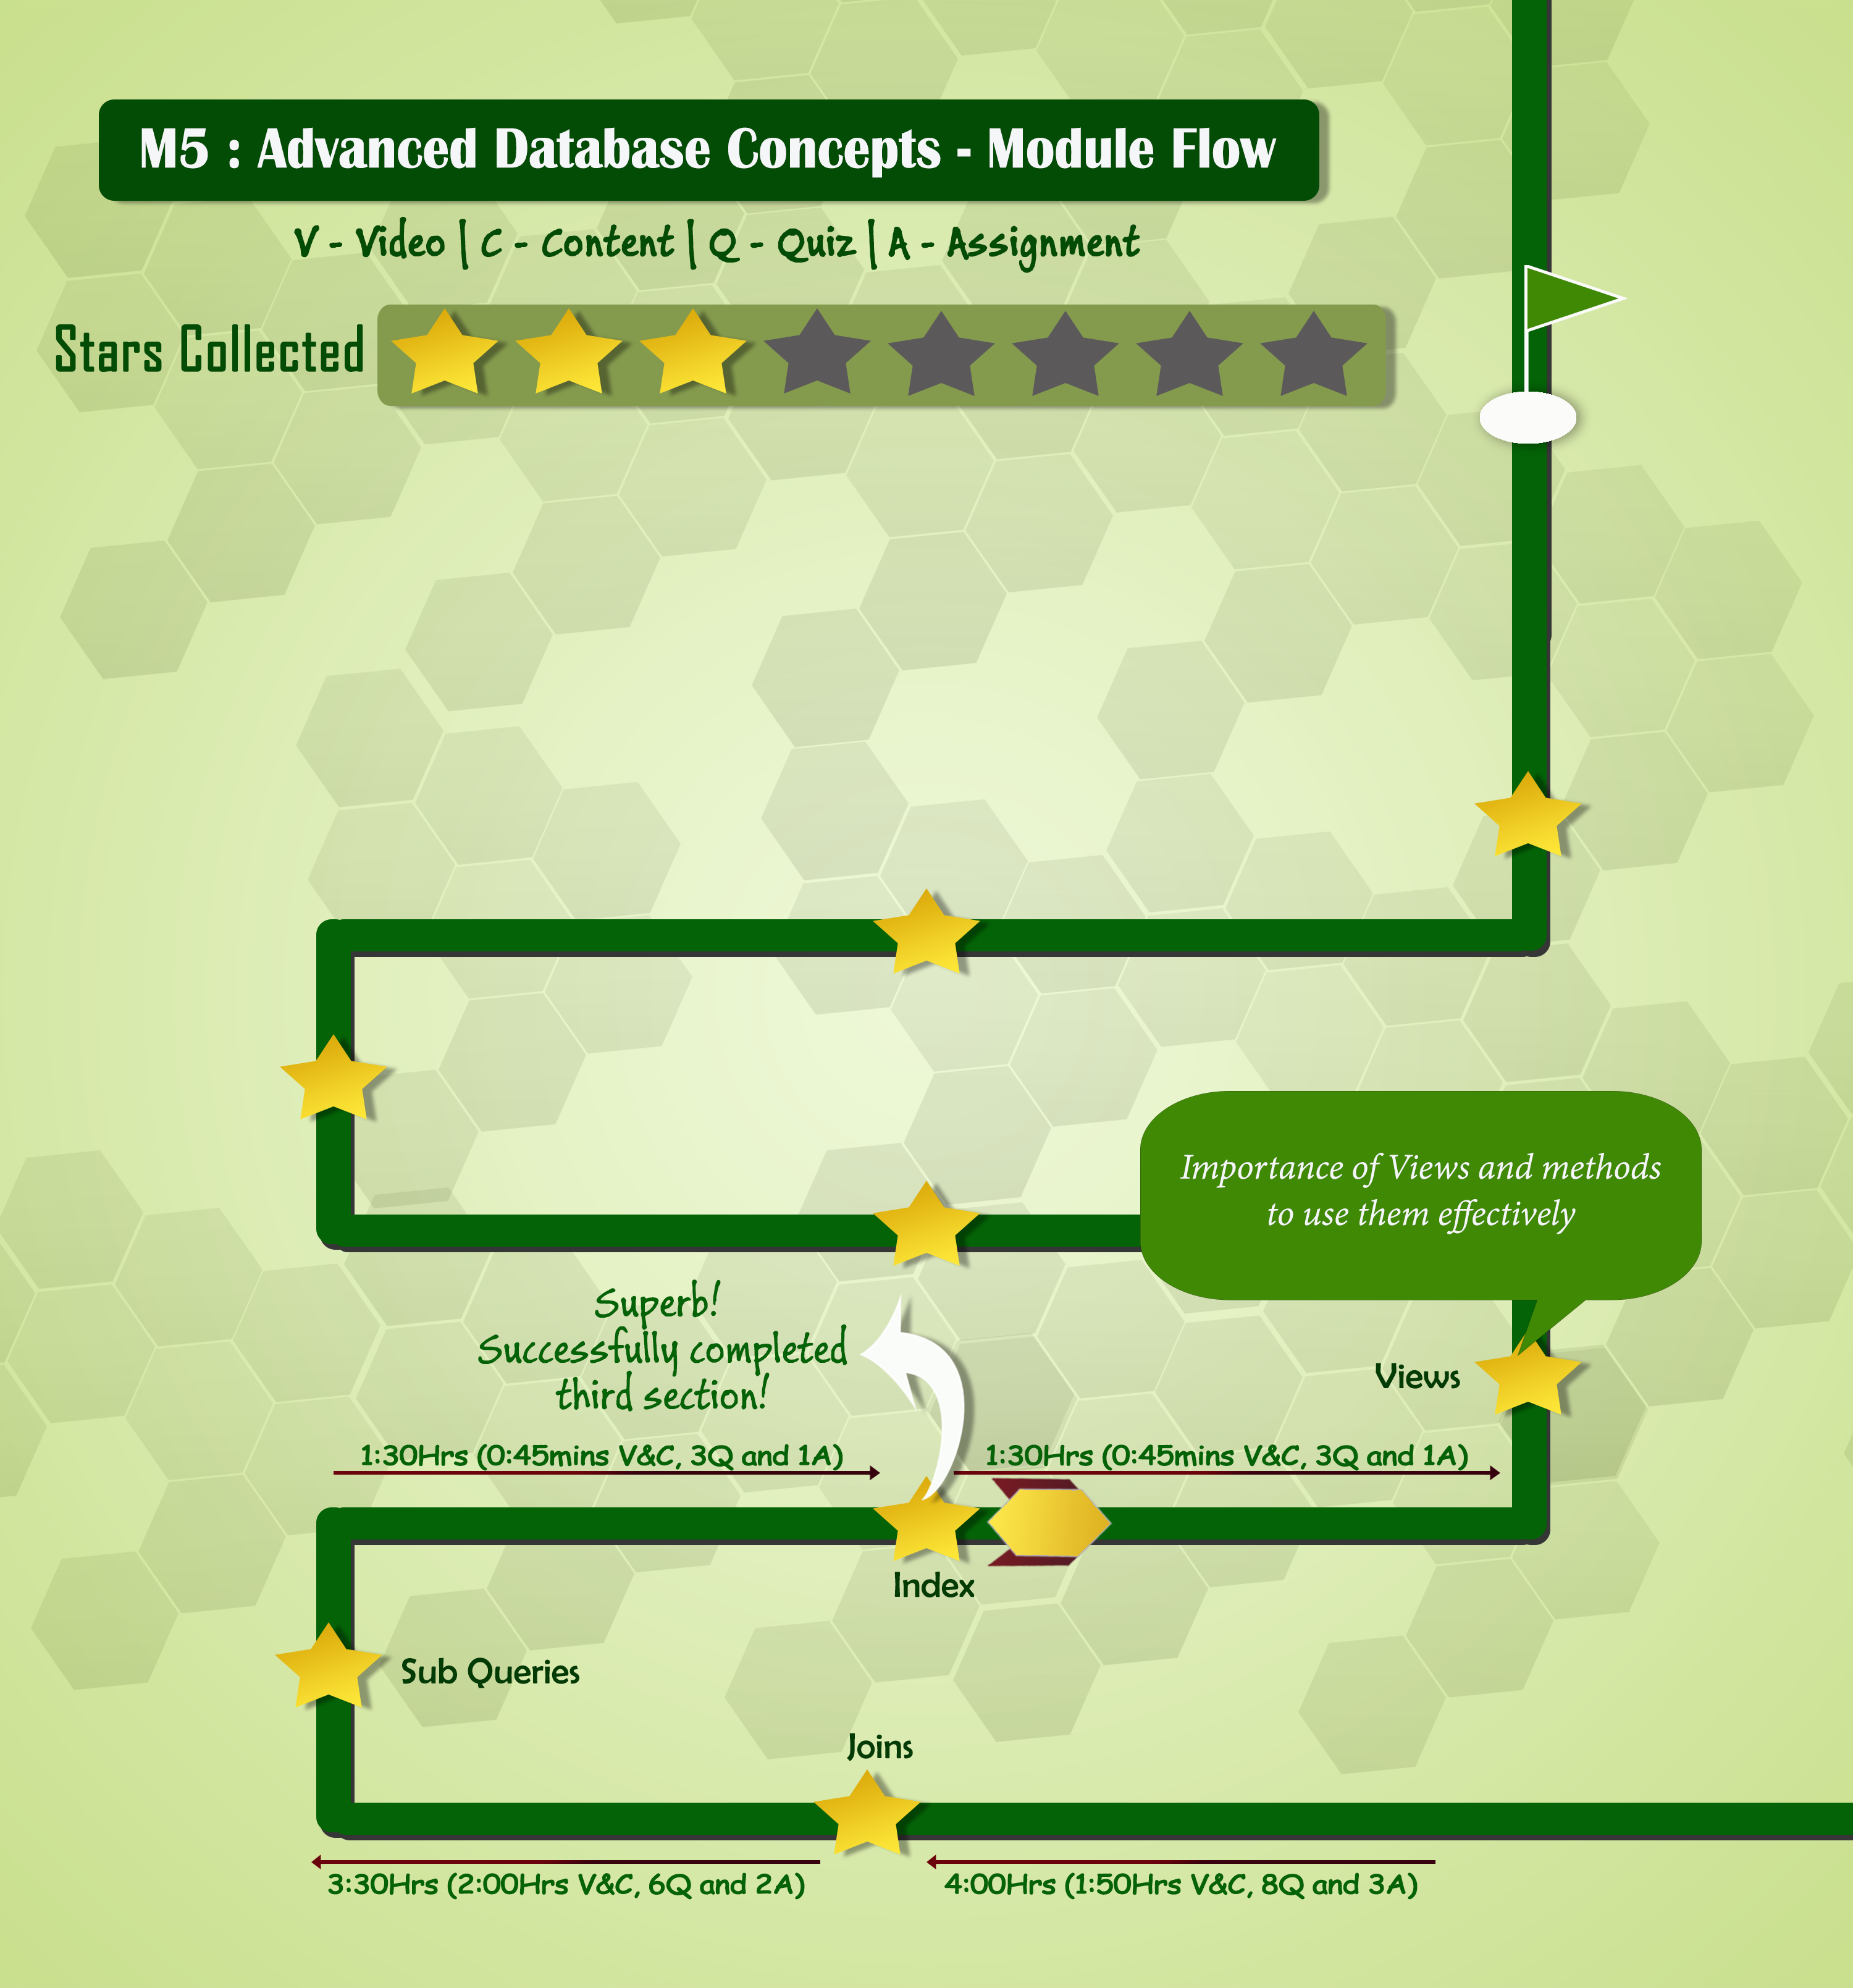 M5 : Advanced Database Concepts - Module Flow
V - Video | C - Content | Q - Quiz | A - Assignment
Stars Collected
Importance of Views and methods
to use them effectively
Superb!
Successfully completed
third section!
Views
1:30Hrs (0:45mins V&C, 3Q and 1A)
1:30Hrs (0:45mins V&C, 3Q and 1A)
Index
Sub Queries
Joins
3:30Hrs (2:00Hrs V&C, 6Q and 2A)
4:00Hrs (1:50Hrs V&C, 8Q and 3A)